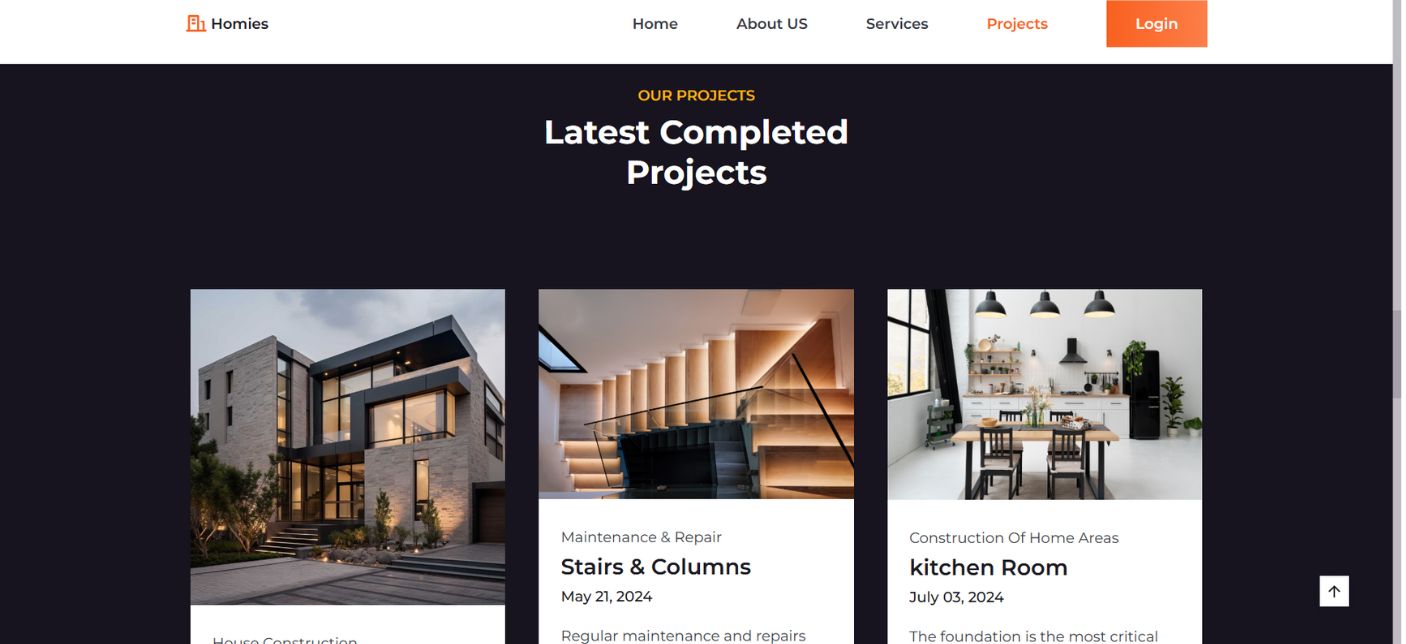 Homies
Home
About US
Services
Projects
Login
OUR PROJECTS
Latest Completed
Projects
Maintenance & Repair
Stairs & Columns
May 21, 2024
Regular maintenance and repairs
Construction Of Home Areas
kitchen Room
July 03, 2024
The foundation is the most critical
House Construction